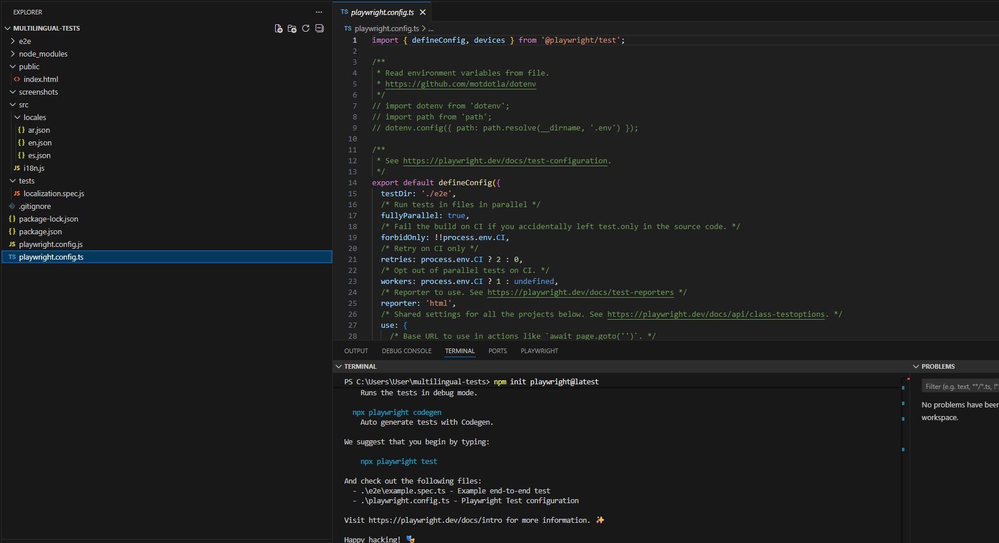 EXPLORER
...
MULTILINGUAL-TESTS
e2e
node_modules
public
<> index.html
screenshots
src
locales
{} ar.json
{} en.json
{} es.json
JS i18n.js
tests
JS localization.spec.js
.gitignore
{} package-lock.json
{} package.json
JS playwright.config.js
TS playwright.config.ts
TS playwright.config.ts
TS playwright.config.ts > ...
1 import { defineConfig, devices } from '@playwright/test';
2
3 /**
4 * Read environment variables from file.
5 * https://github.com/motdotla/dotenv
6 */
7 // import dotenv from 'dotenv';
8 // import path from 'path';
9 // dotenv.config({ path: path.resolve(__dirname, '.env') });
10
11 /**
12 * See https://playwright.dev/docs/test-configuration.
13 */
14 export default defineConfig({
15 testDir: './e2e',
16 /* Run tests in files in parallel */
17 fullyParallel: true,
18 /* Fail the build on CI if you accidentally left test.only in the source code. */
19 forbidOnly: !!process.env.CI,
20 /* Retry on CI only */
21 retries: process.env.CI ? 2 : 0,
22 /* Opt out of parallel tests on CI. */
23 workers: process.env.CI ? 1 : undefined,
24 /* Reporter to use. See https://playwright.dev/docs/test-reporters */
25 reporter: 'html',
26 /* Shared settings for all the projects below. See https://playwright.dev/docs/api/class-testoptions. */
27 use: {
28 /* Base URL to use in actions like `await page.goto('')`. */
OUTPUT DEBUG CONSOLE TERMINAL PORTS PLAYWRIGHT
TERMINAL
PS C:\Users\User\multilingual-tests> npm init playwright@latest
Runs the tests in debug mode.
npx playwright codegen
Auto generate tests with Codegen.
We suggest that you begin by typing:
npx playwright test
And check out the following files:
- .\e2e\example.spec.ts - Example end-to-end test
- .\playwright.config.ts - Playwright Test configuration
Visit https://playwright.dev/docs/intro for more information. ✨
Happy hacking! 🎭
PROBLEMS
Filter (e.g. text, **/*.ts, !**
No problems have been
workspace.